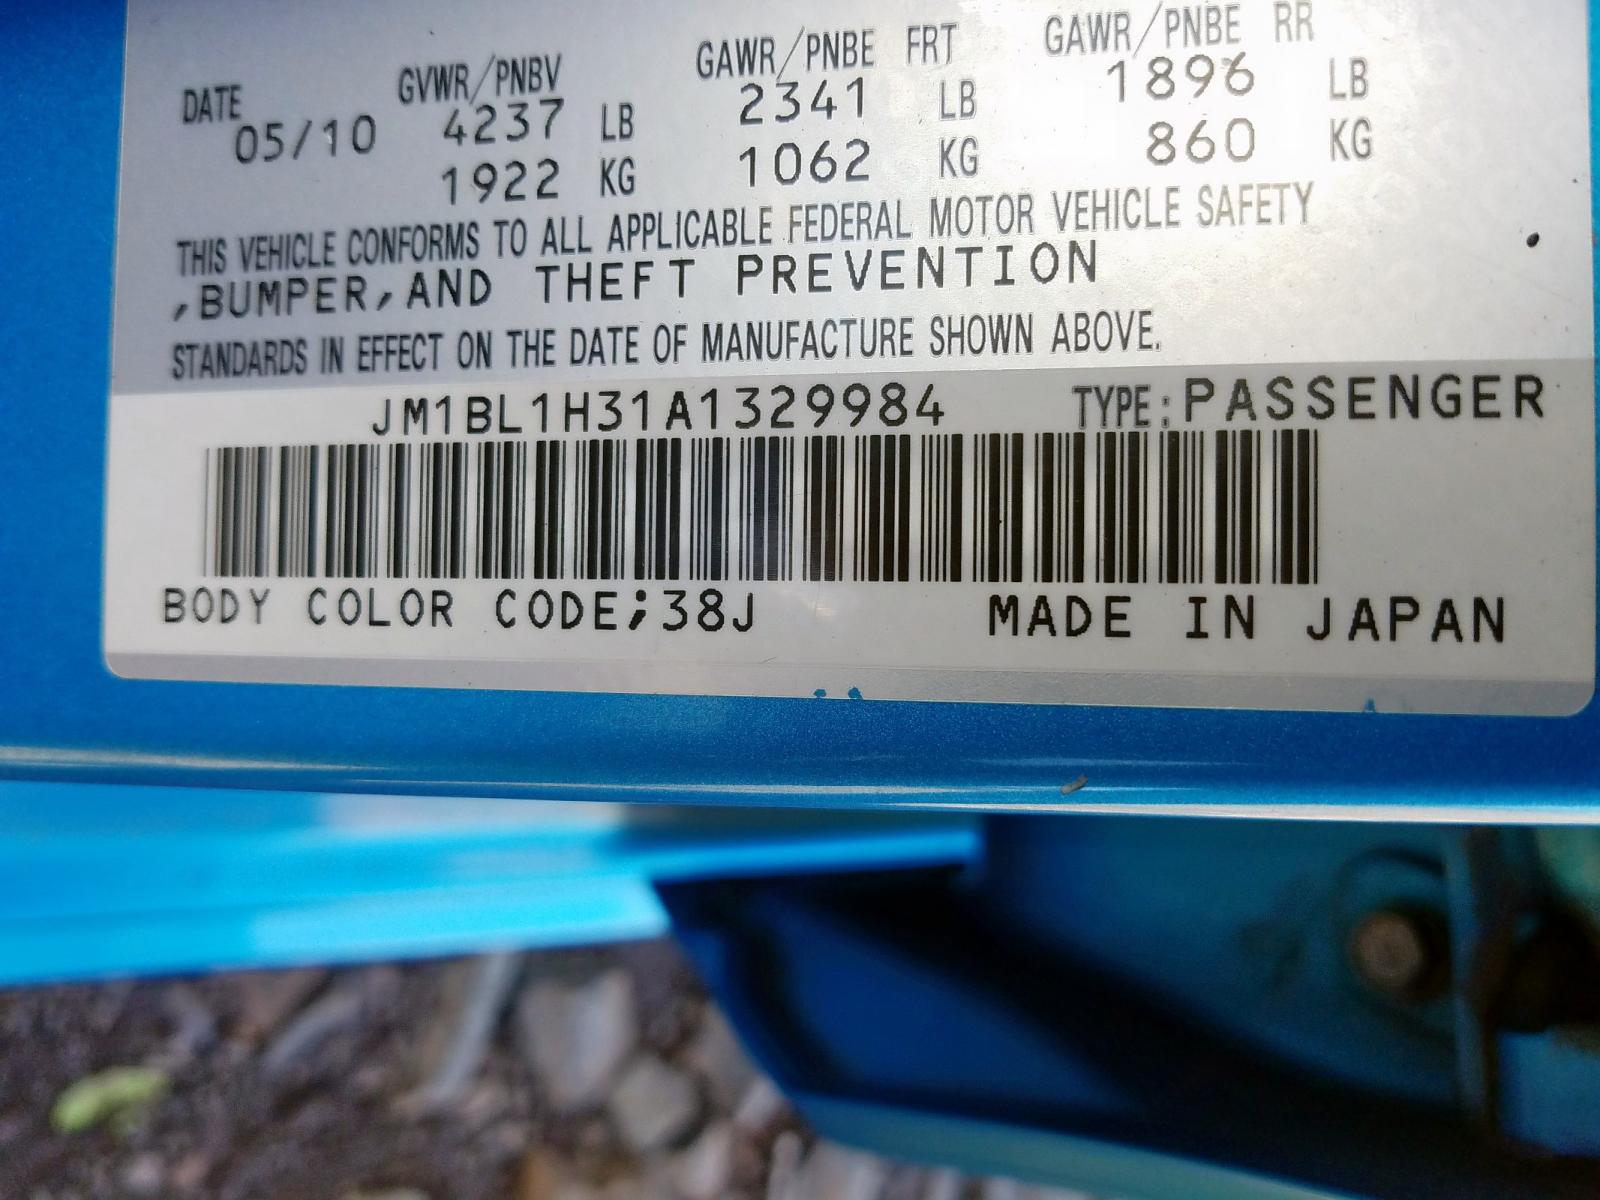 DATE GVWR/PNBV GAWR/PNBE FRT GAWR/PNBE RR
05/10 4237 LB 2341 LB 1896 LB
1922 KG 1062 KG 860 KG
THIS VEHICLE CONFORMS TO ALL APPLICABLE FEDERAL MOTOR VEHICLE SAFETY
,BUMPER,AND THEFT PREVENTION
STANDARDS IN EFFECT ON THE DATE OF MANUFACTURE SHOWN ABOVE.
JM1BL1H31A1329984 TYPE:PASSENGER
BODY COLOR CODE;38J MADE IN JAPAN